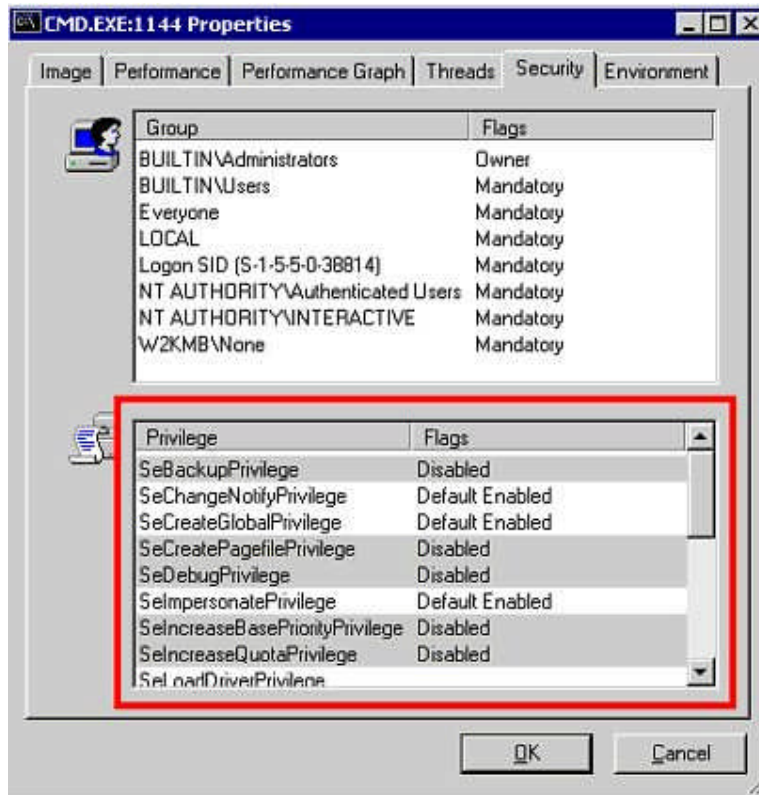 CMD.EXE:1144 Properties
Image Performance Performance Graph Threads Security Environment
Group Flags
BUILTIN\Administrators Owner
BUILTIN\Users Mandatory
Everyone Mandatory
LOCAL Mandatory
Logon SID (S-1-5-5-0-38814) Mandatory
NT AUTHORITY\Authenticated Users Mandatory
NT AUTHORITY\INTERACTIVE Mandatory
W2KMB\None Mandatory
Privilege Flags
SeBackupPrivilege Disabled
SeChangeNotifyPrivilege Default Enabled
SeCreateGlobalPrivilege Default Enabled
SeCreatePagefilePrivilege Disabled
SeDebugPrivilege Disabled
SeImpersonatePrivilege Default Enabled
SeIncreaseBasePriorityPrivilege Disabled
SeIncreaseQuotaPrivilege Disabled
SeLoadDriverPrivilege
OK Cancel